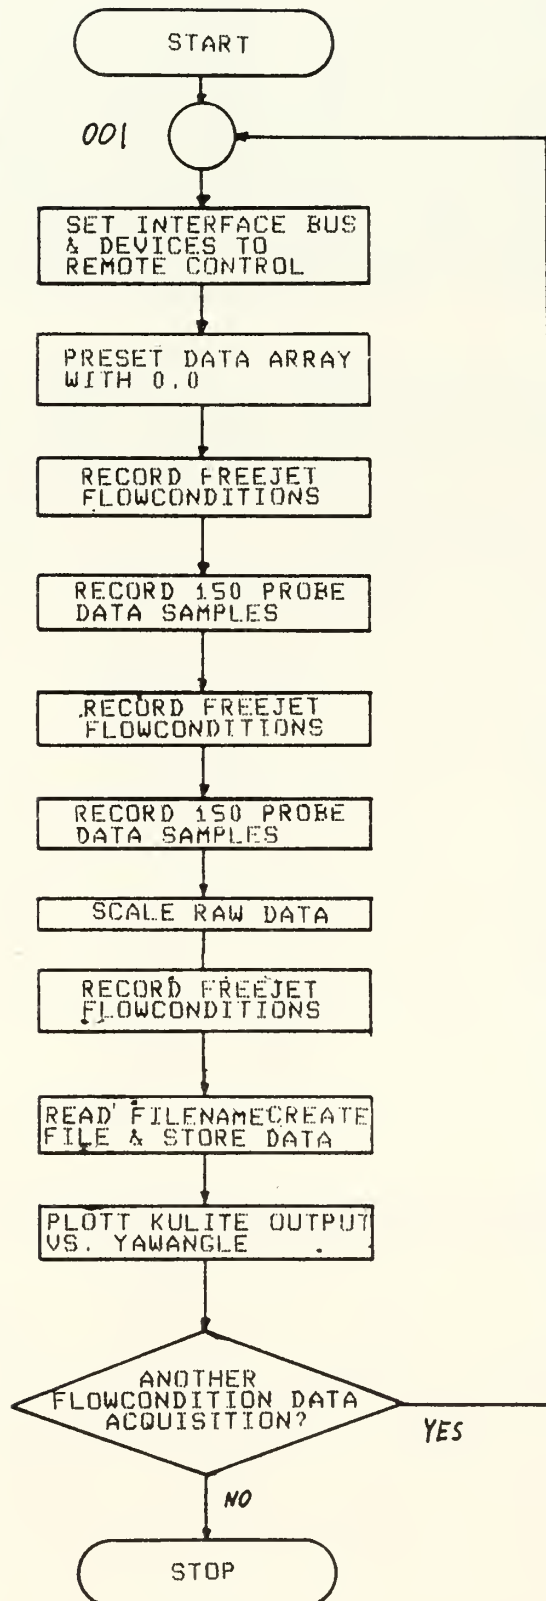 START
001
SET INTERFACE BUS
& DEVICES TO
REMOTE CONTROL
PRESET DATA ARRAY
WITH 0.0
RECORD FREEJET
FLOWCONDITIONS
RECORD 150 PROBE
DATA SAMPLES
RECORD FREEJET
FLOWCONDITIONS
RECORD 150 PROBE
DATA SAMPLES
SCALE RAW DATA
RECORD FREEJET
FLOWCONDITIONS
READ FILENAMECREATE
FILE & STORE DATA
PLOTT KULITE OUTPUT
VS. YAWANGLE
ANOTHER
FLOWCONDITION DATA
ACQUISITION?
YES
NO
STOP